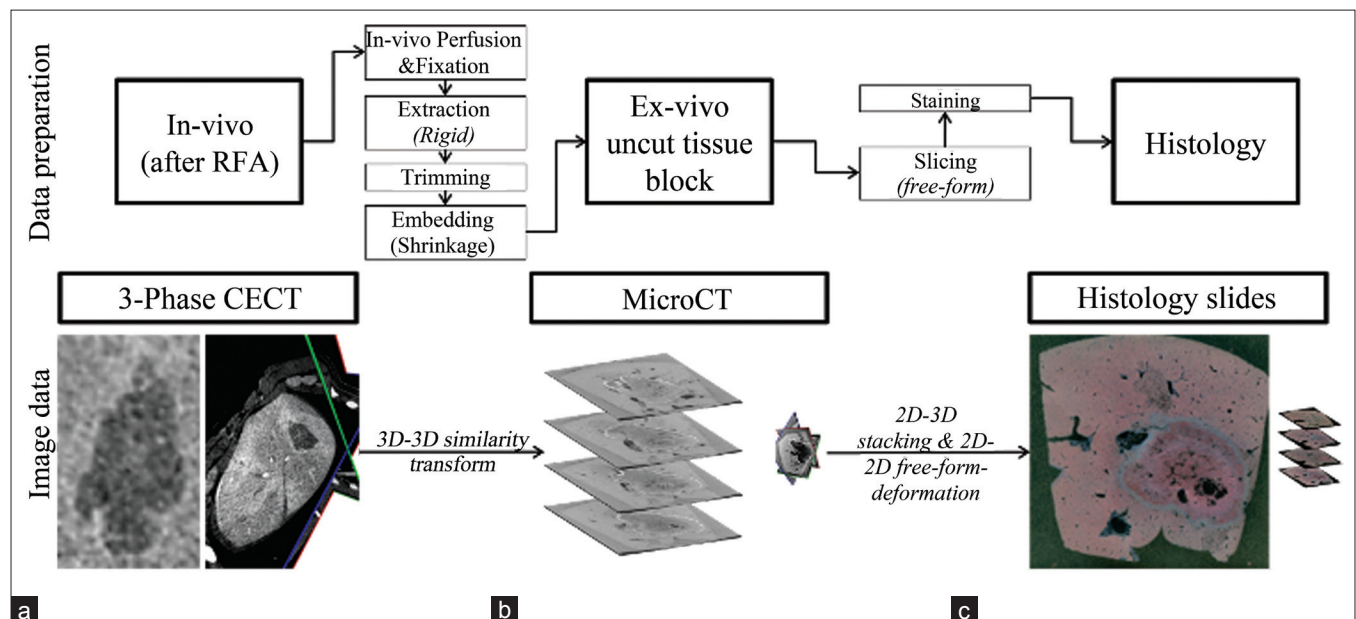 Data preparation
In-vivo
(after RFA)
In-vivo Perfusion
&Fixation
Extraction
(Rigid)
Trimming
Embedding
(Shrinkage)
Ex-vivo
uncut tissue
block
Staining
Slicing
(free-form)
Histology
Image data
3-Phase CECT
3D-3D similarity
transform
MicroCT
2D-3D
stacking & 2D-
2D free-form-
deformation
Histology slides
a
b
c